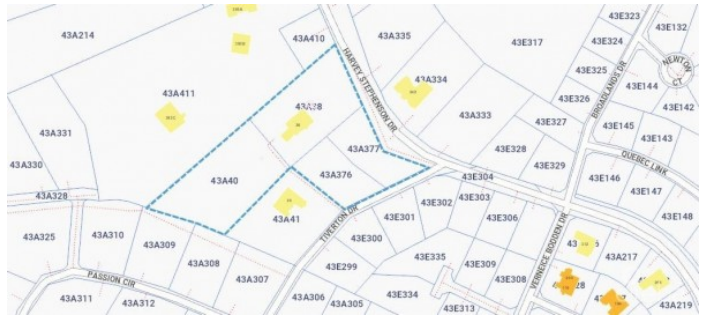 43E323
43E132
43A214
43A410
HARVEY STEPHENSON DR
43A335
43E317
43E324
NEWTON CT
43E325
BROADLANDS DR
43A411
43A334
43E144
43E326
43E142
43A333
43E327
43E145
43E143
43A331
43A377
43E328
QUEBEC LINK
43A330
43E329
43A40
43A376
43E304
43E146
43E147
43A328
43E302
43E303
43E148
43A41
TIVERTON DR
43E301
43E306
VERNEICE BODDEN DR
43A325
43A310
43A309
43E300
43A217
43A308
43E335
43E309
PASSION CIR
43A307
43E299
43E308
43A311
43A312
43A306
43A305
43E334
43E313
43A219